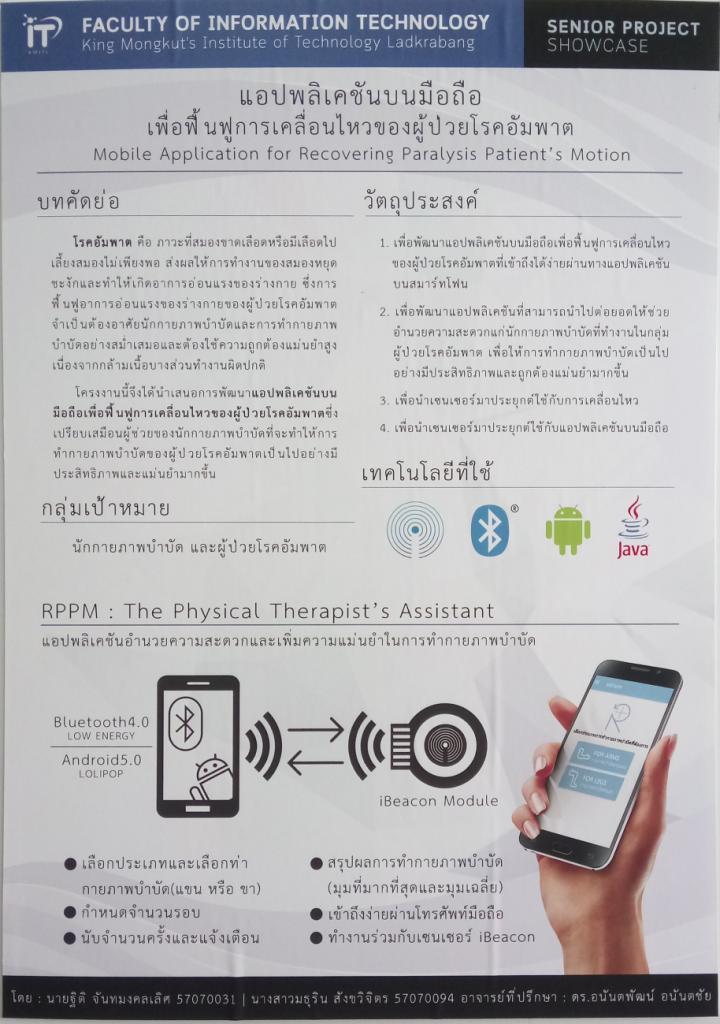 iT
KMITL
FACULTY OF INFORMATION TECHNOLOGY
King Mongkut's Institute of Technology Ladkrabang
SENIOR PROJECT
SHOWCASE
แอปพลิเคชันบนมือถือ
เพื่อฟื้นฟูการเคลื่อนไหวของผู้ป่วยโรคอัมพาต
Mobile Application for Recovering Paralysis Patient's Motion
บทคัดย่อ
โรคอัมพาต คือ ภาวะที่สมองขาดเลือดหรือมีเลือดไป
เลี้ยงสมองไม่เพียงพอ ส่งผลให้การทำงานของสมองหยุด
ชะงักและทำให้เกิดอาการอ่อนแรงของร่างกาย ซึ่งการ
ฟื้นฟูอาการอ่อนแรงของร่างกายของผู้ป่วยโรคอัมพาต
จำเป็นต้องอาศัยนักกายภาพบำบัดและการทำกายภาพ
บำบัดอย่างสม่ำเสมอและต้องใช้ความถูกต้องแม่นยำสูง
เนื่องจากกล้ามเนื้อบางส่วนทำงานผิดปกติ
โครงงานนี้จึงได้นำเสนอการพัฒนาแอปพลิเคชันบน
มือถือเพื่อฟื้นฟูการเคลื่อนไหวของผู้ป่วยโรคอัมพาตซึ่ง
เปรียบเสมือนผู้ช่วยของนักกายภาพบำบัดที่จะทำให้การ
ทำกายภาพบำบัดของผู้ป่วยโรคอัมพาตเป็นไปอย่างมี
ประสิทธิภาพและแม่นยำมากขึ้น
กลุ่มเป้าหมาย
นักกายภาพบำบัด และผู้ป่วยโรคอัมพาต
วัตถุประสงค์
1. เพื่อพัฒนาแอปพลิเคชันบนมือถือเพื่อฟื้นฟูการเคลื่อนไหว
ของผู้ป่วยโรคอัมพาตที่เข้าถึงได้ง่ายผ่านทางแอปพลิเคชัน
บนสมาร์ทโฟน
2. เพื่อพัฒนาแอปพลิเคชันที่สามารถนำไปต่อยอดให้ช่วย
อำนวยความสะดวกแก่นักกายภาพบำบัดที่ทำงานในกลุ่ม
ผู้ป่วยโรคอัมพาต เพื่อให้การทำกายภาพบำบัดเป็นไป
อย่างมีประสิทธิภาพและถูกต้องแม่นยำมากขึ้น
3. เพื่อนำเซนเซอร์มาประยุกต์ใช้กับการเคลื่อนไหว
4. เพื่อนำเซนเซอร์มาประยุกต์ใช้กับแอปพลิเคชันบนมือถือ
เทคโนโลยีที่ใช้
®
Java
RPPM : The Physical Therapist's Assistant
แอปพลิเคชันอำนวยความสะดวกและเพิ่มความแม่นยำในการทำกายภาพบำบัด
Bluetooth4.0
LOW ENERGY
Android5.0
LOLIPOP
iBeacon Module
FOR ARMS
FOR LEGS
● เลือกประเภทและเลือกท่า
กายภาพบำบัด(แขน หรือ ขา)
● กำหนดจำนวนรอบ
● นับจำนวนครั้งและแจ้งเตือน
● สรุปผลการทำกายภาพบำบัด
(มุมที่มากที่สุดและมุมเฉลี่ย)
● เข้าถึงง่ายผ่านโทรศัพท์มือถือ
● ทำงานร่วมกับเซนเซอร์ iBeacon
โดย : นายฐิติ จันทมงคลเลิศ 57070031 | นางสาวมธุริน สังขวิจิตร 57070094 อาจารย์ที่ปรึกษา : ดร.อนันตพัฒน์ อนันตชัย